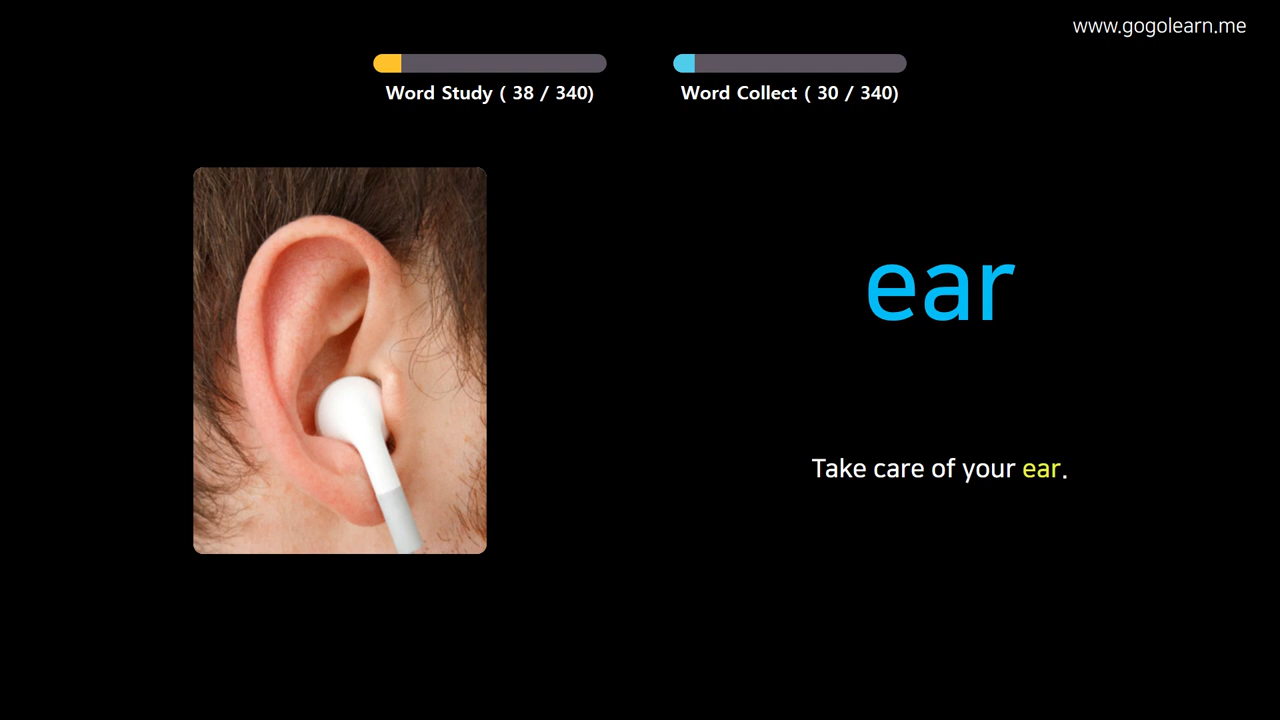 www.gogolearn.me
Word Study ( 38 / 340)
Word Collect ( 30 / 340)
ear
Take care of your ear.